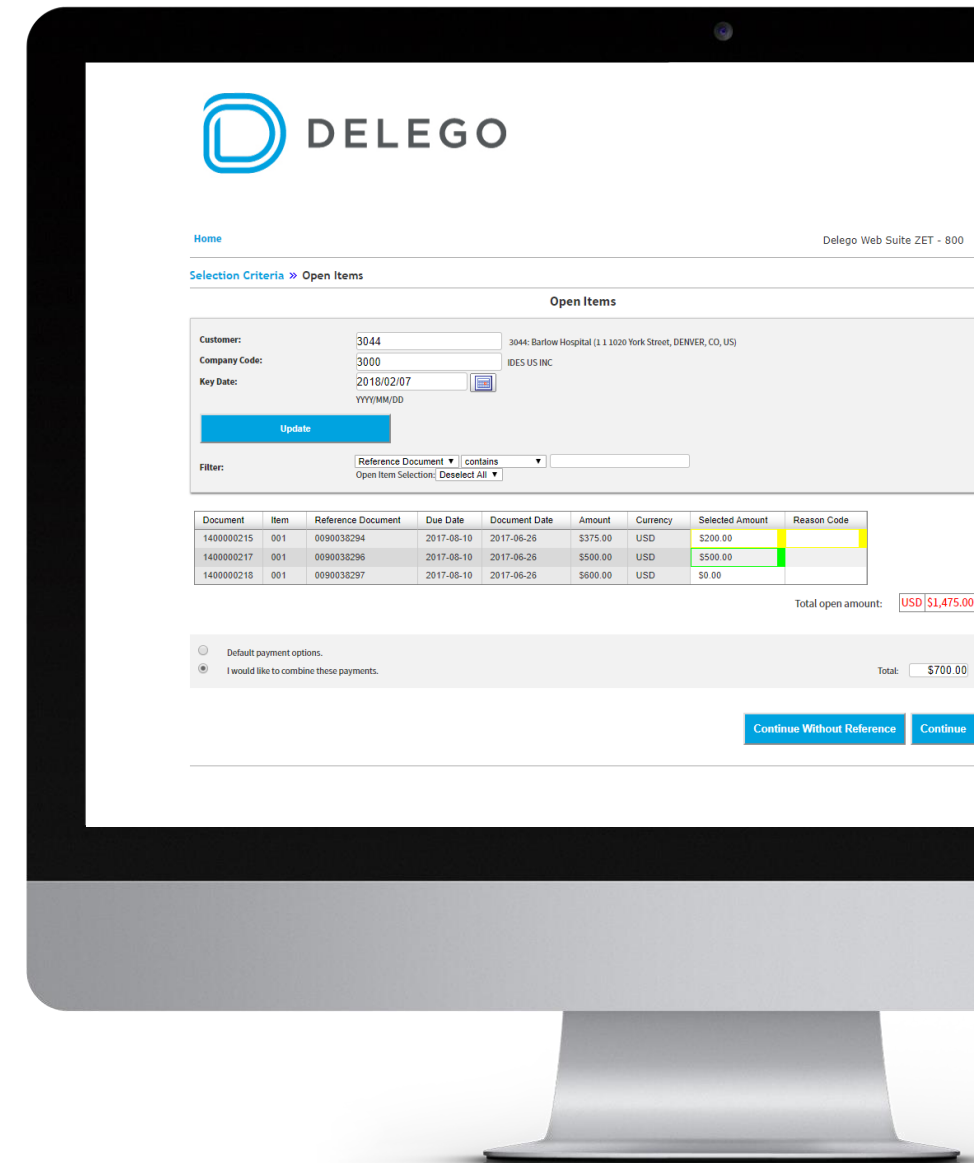 DELEGO
Home
Delego Web Suite ZET - 800
Selection Criteria » Open Items
Open Items
Customer: 3044 3044: Barlow Hospital (1 1 1020 York Street, DENVER, CO, US)
Company Code: 3000 IDES US INC
Key Date: 2018/02/07
YYYY/MM/DD
Update
Filter: Reference Document ▼ contains ▼
Open Item Selection: Deselect All ▼
Document Item Reference Document Due Date Document Date Amount Currency Selected Amount Reason Code
1400000215 001 0090038294 2017-08-10 2017-06-26 $375.00 USD $200.00
1400000217 001 0090038296 2017-08-10 2017-06-26 $500.00 USD $500.00
1400000218 001 0090038297 2017-08-10 2017-06-26 $600.00 USD $0.00
Total open amount: USD $1,475.00
Default payment options.
I would like to combine these payments. Total: $700.00
Continue Without Reference Continue